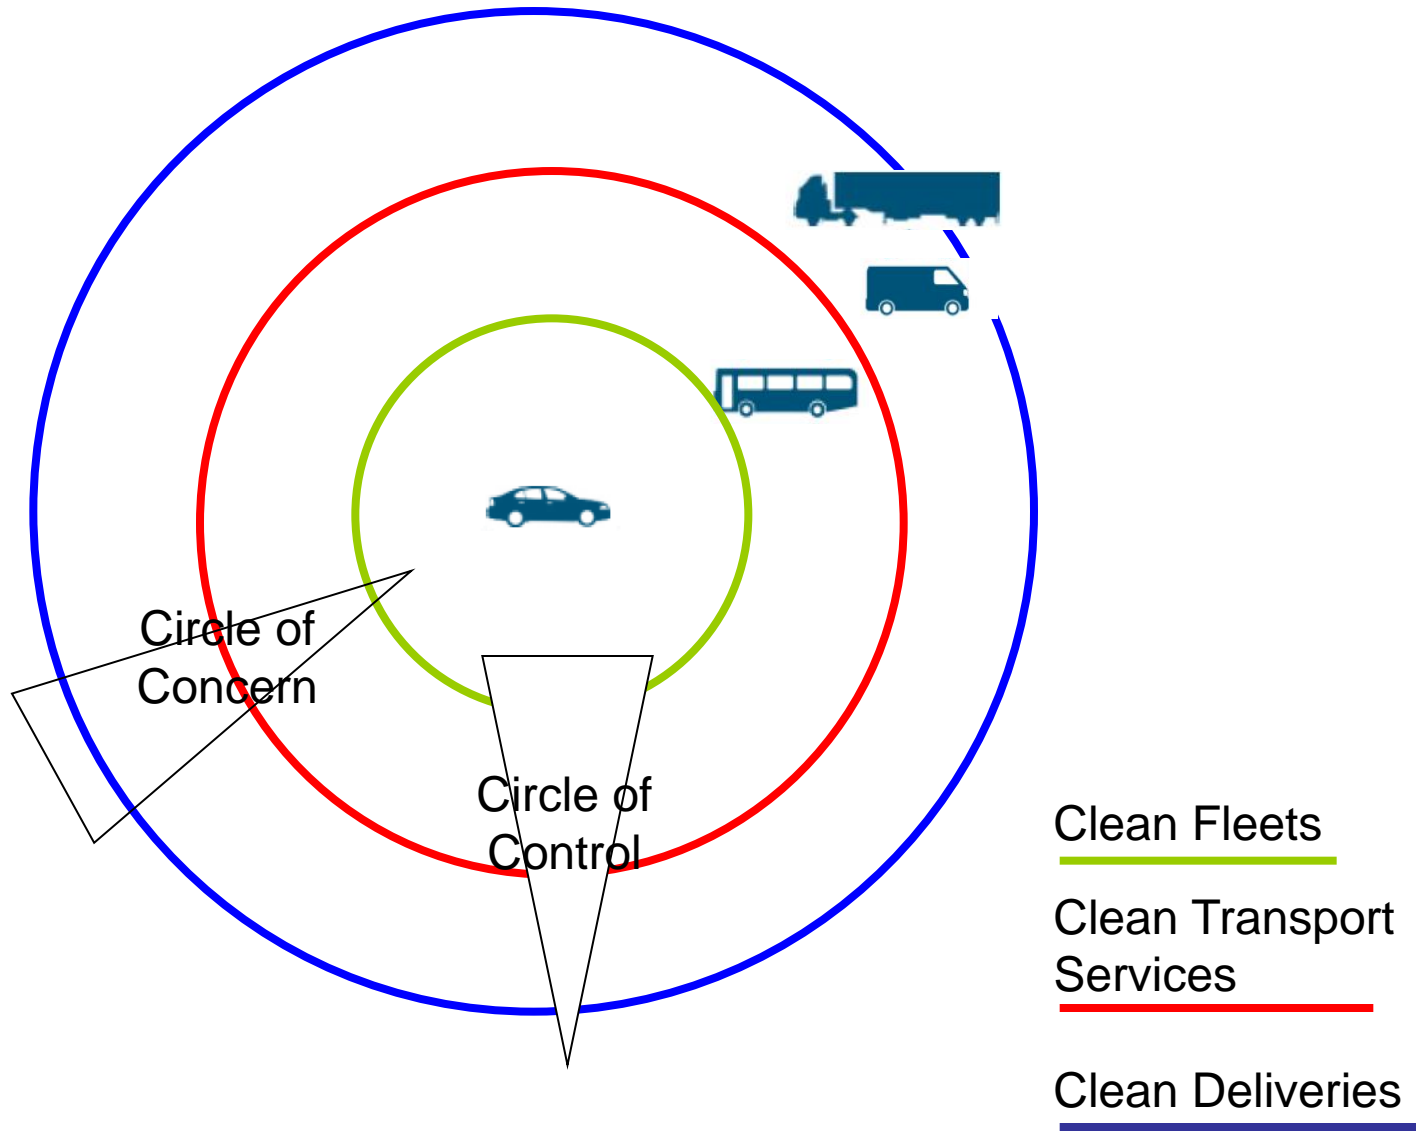 Circle of
Concern
Circle of
Control
Clean Fleets
Clean Transport
Services
Clean Deliveries